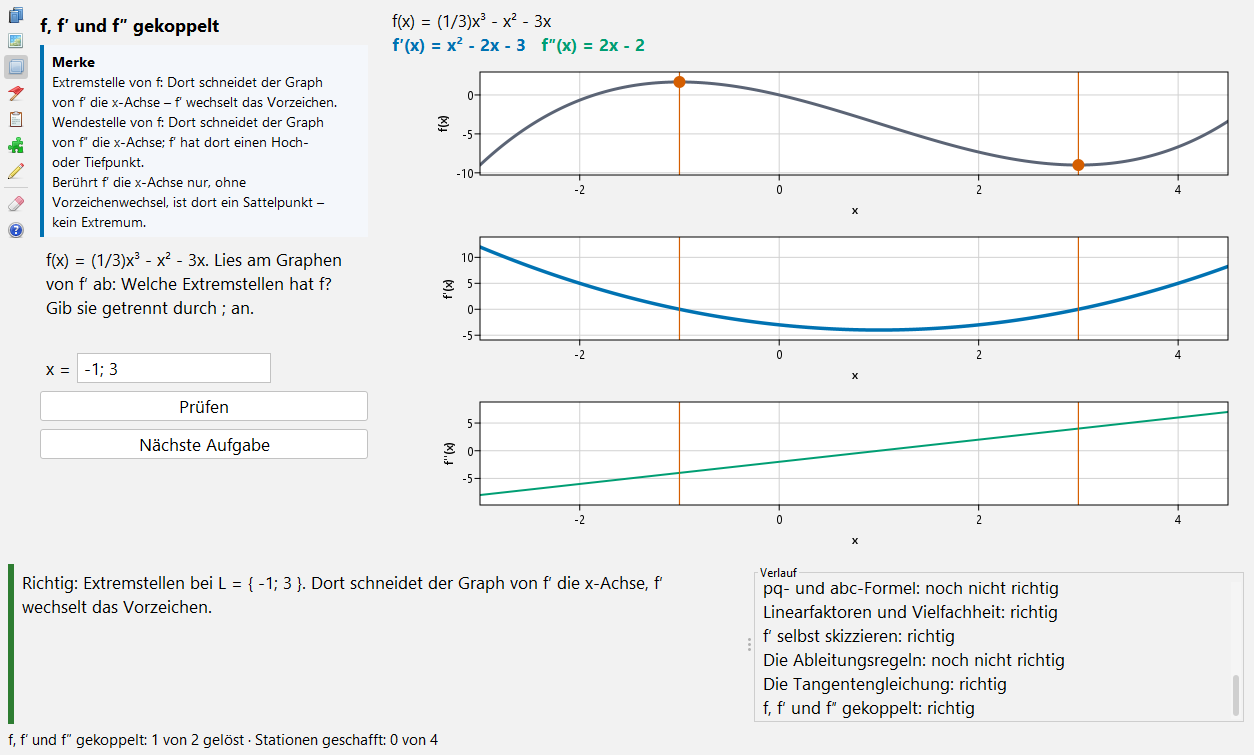 f, f′ und f″ gekoppelt
Merke
Extremstelle von f: Dort schneidet der Graph
von f′ die x-Achse – f′ wechselt das Vorzeichen.
Wendestelle von f: Dort schneidet der Graph
von f″ die x-Achse; f′ hat dort einen Hoch-
oder Tiefpunkt.
Berührt f′ die x-Achse nur, ohne
Vorzeichenwechsel, ist dort ein Sattelpunkt –
kein Extremum.
f(x) = (1/3)x³ - x² - 3x. Lies am Graphen
von f′ ab: Welche Extremstellen hat f?
Gib sie getrennt durch ; an.
x = -1; 3
Prüfen
Nächste Aufgabe
f(x) = (1/3)x³ - x² - 3x
f′(x) = x² - 2x - 3 f″(x) = 2x - 2
f(x)
0
-5
-10
-2 0 2 4
x
f′(x)
10
5
0
-5
-2 0 2 4
x
f″(x)
5
0
-5
-2 0 2 4
x
Richtig: Extremstellen bei L = { -1; 3 }. Dort schneidet der Graph von f′ die x-Achse, f′
wechselt das Vorzeichen.
Verlauf
pq- und abc-Formel: noch nicht richtig
Linearfaktoren und Vielfachheit: richtig
f′ selbst skizzieren: richtig
Die Ableitungsregeln: noch nicht richtig
Die Tangentengleichung: richtig
f, f′ und f″ gekoppelt: richtig
f, f′ und f″ gekoppelt: 1 von 2 gelöst · Stationen geschafft: 0 von 4